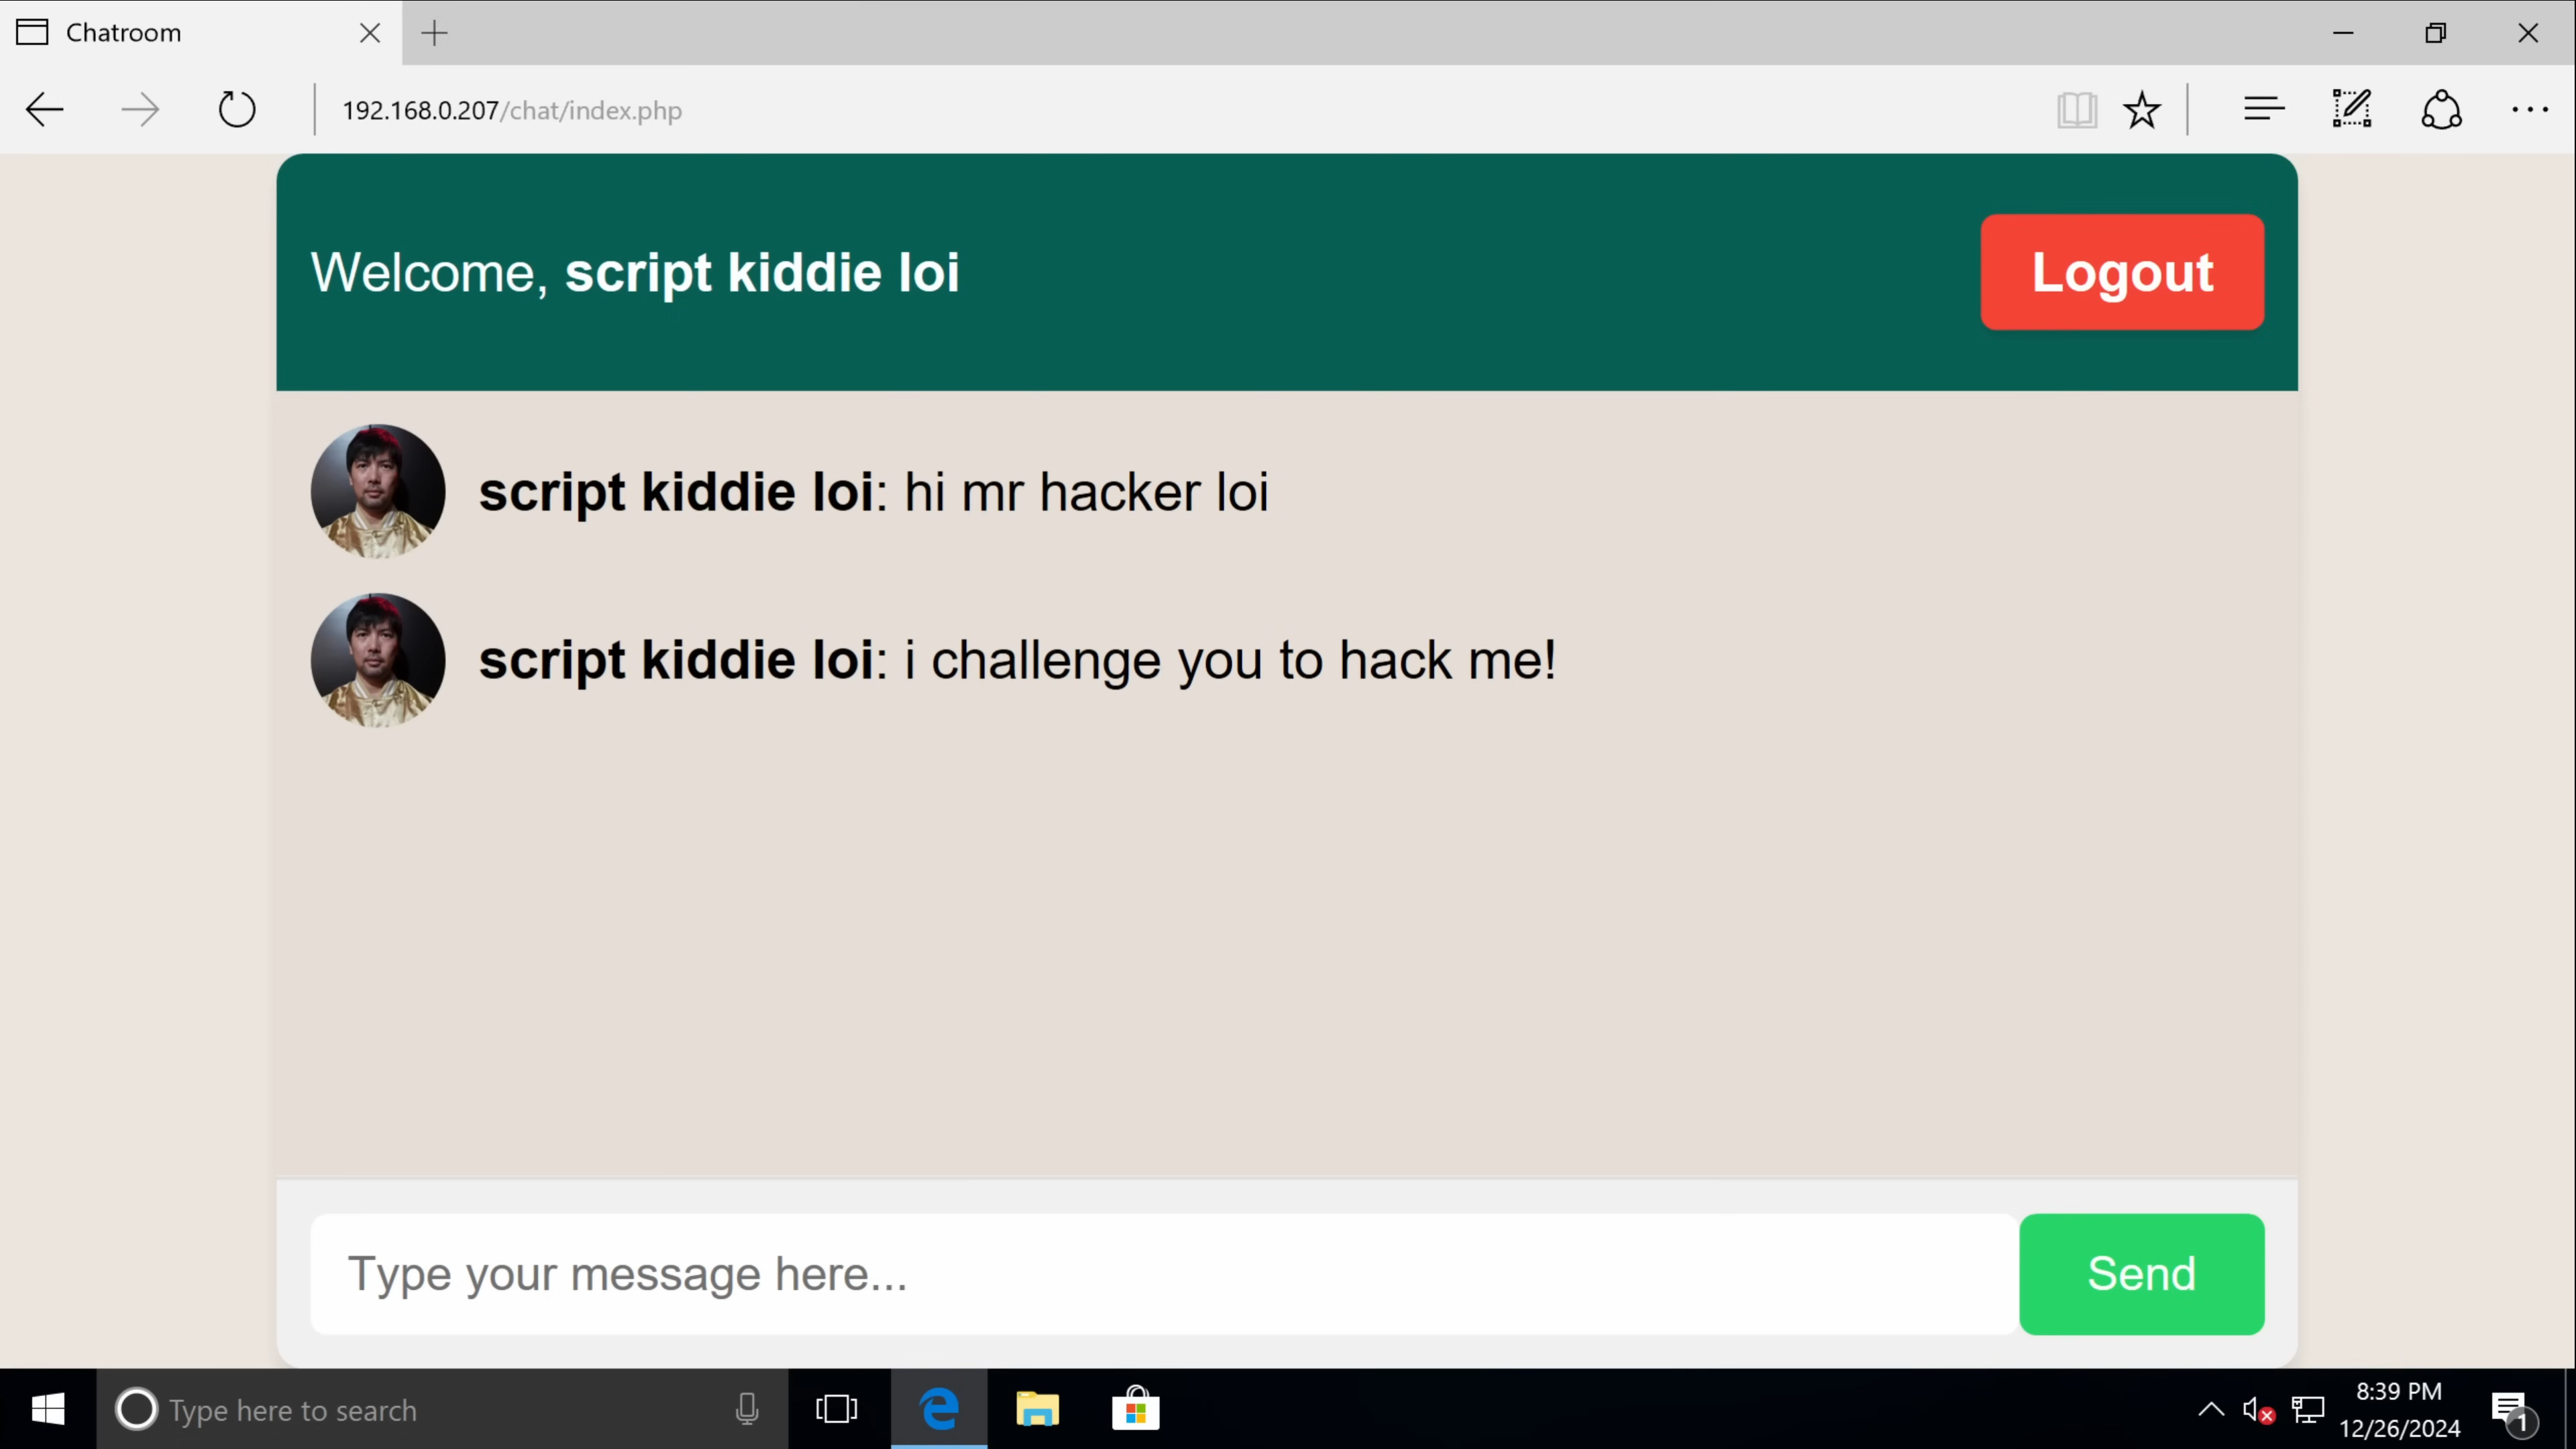 Chatroom
192.168.0.207/chat/index.php
Welcome, script kiddie loi
Logout
script kiddie loi: hi mr hacker loi
script kiddie loi: i challenge you to hack me!
Type your message here...
Send
Type here to search
8:39 PM
12/26/2024
1